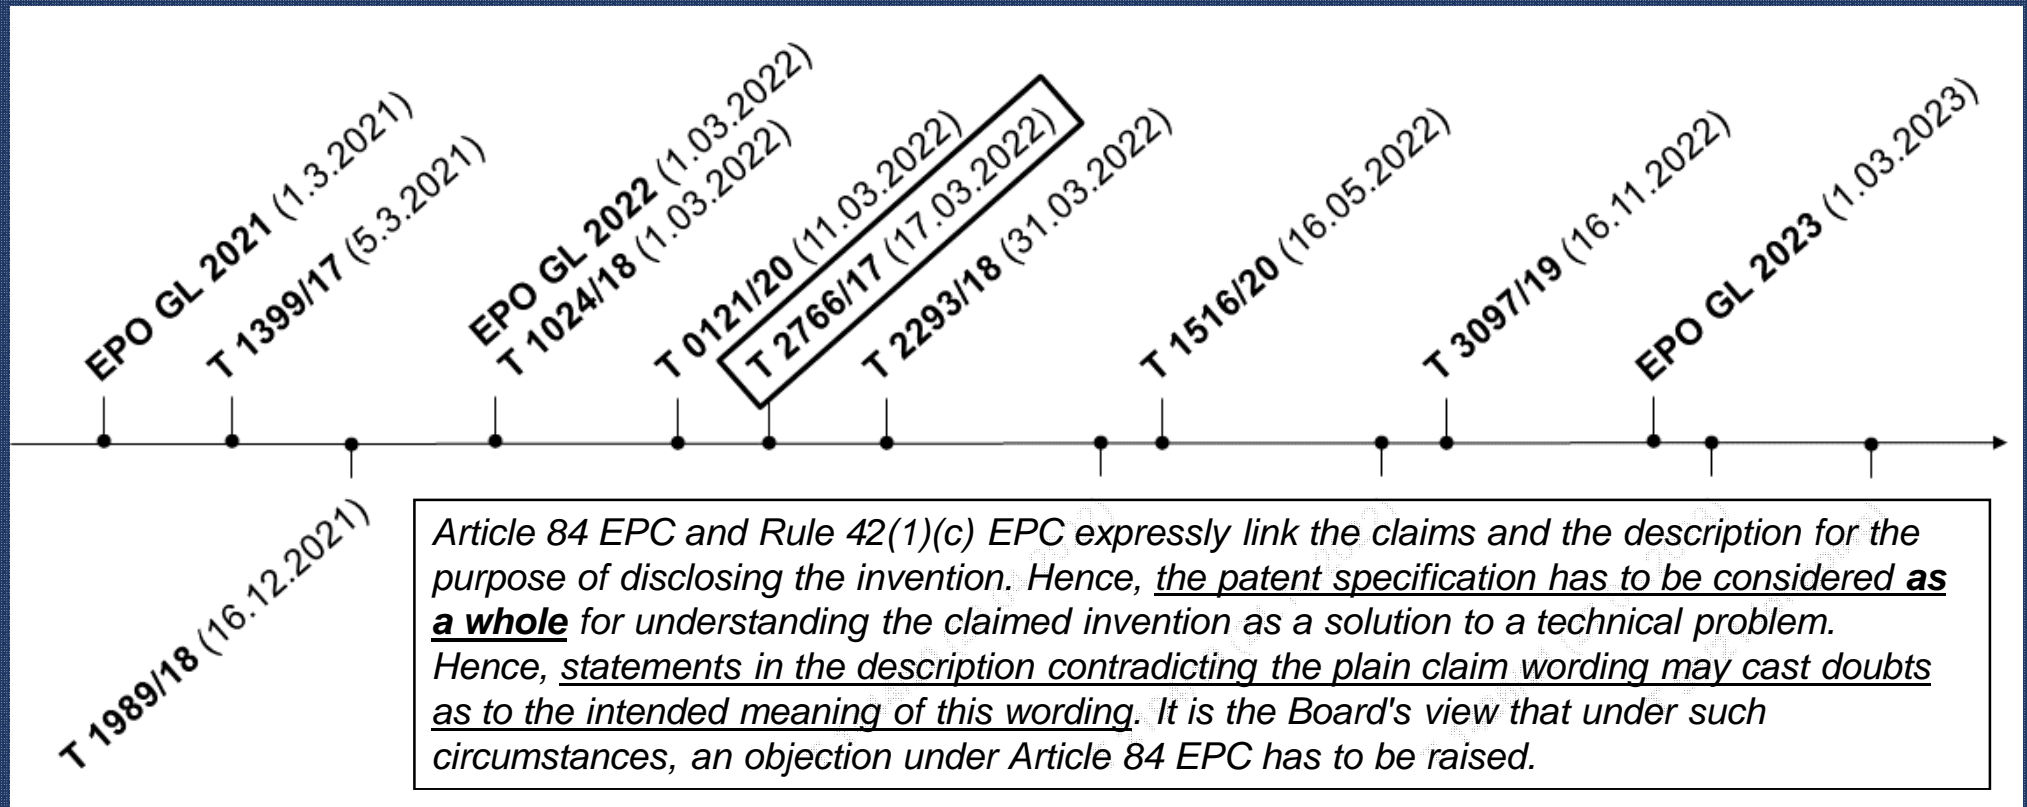 EPO GL 2021 (1.3.2021)
T 1399/17 (5.3.2021)
EPO GL 2022 (1.03.2022)
T 1024/18 (1.03.2022)
T 0121/20 (11.03.2022)
T 2766/17 (17.03.2022)
T 2293/18 (31.03.2022)
T 1516/20 (16.05.2022)
T 3097/19 (16.11.2022)
EPO GL 2023 (1.03.2023)
T 1989/18 (16.12.2021)
Article 84 EPC and Rule 42(1)(c) EPC expressly link the claims and the description for the
purpose of disclosing the invention. Hence, the patent specification has to be considered as
a whole for understanding the claimed invention as a solution to a technical problem.
Hence, statements in the description contradicting the plain claim wording may cast doubts
as to the intended meaning of this wording. It is the Board's view that under such
circumstances, an objection under Article 84 EPC has to be raised.